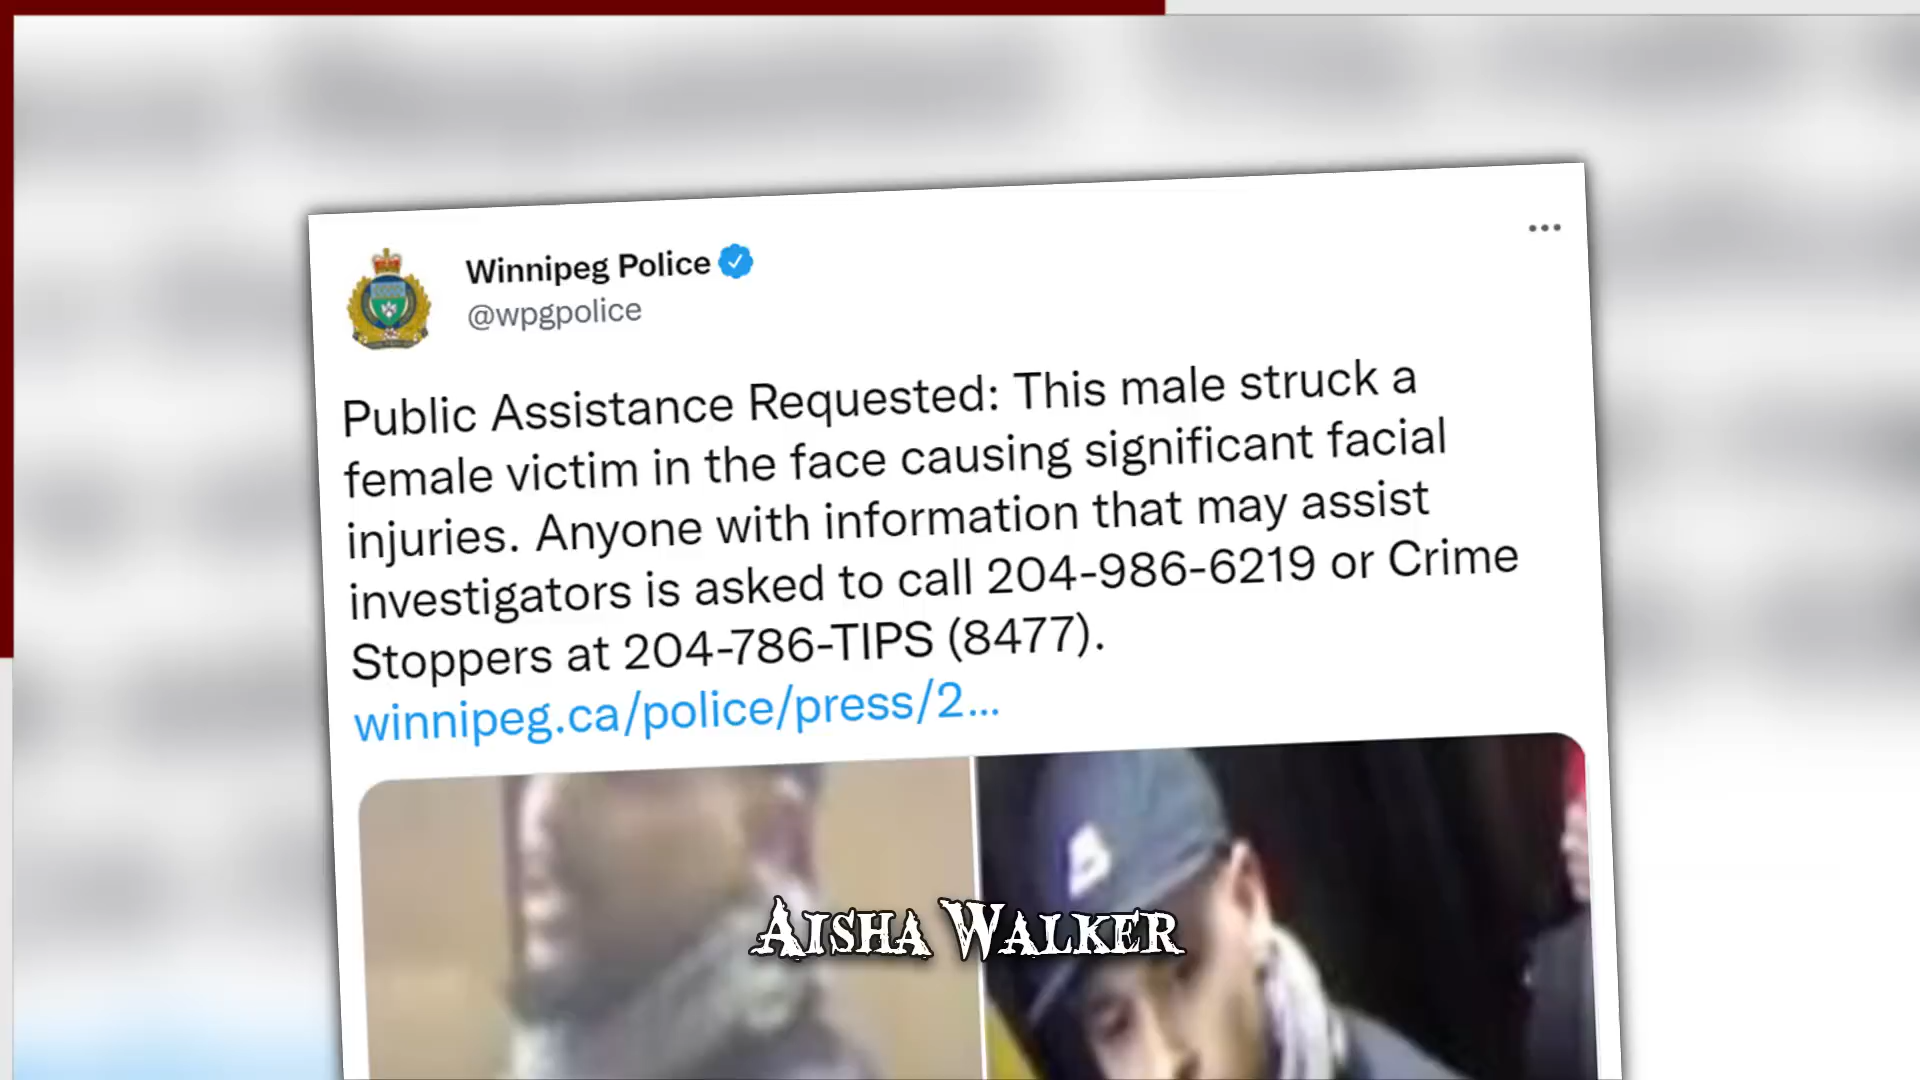 Winnipeg Police
@wpgpolice
Public Assistance Requested: This male struck a
female victim in the face causing significant facial
injuries. Anyone with information that may assist
investigators is asked to call 204-986-6219 or Crime
Stoppers at 204-786-TIPS (8477).
winnipeg.ca/police/press/2...
Aisha Walker